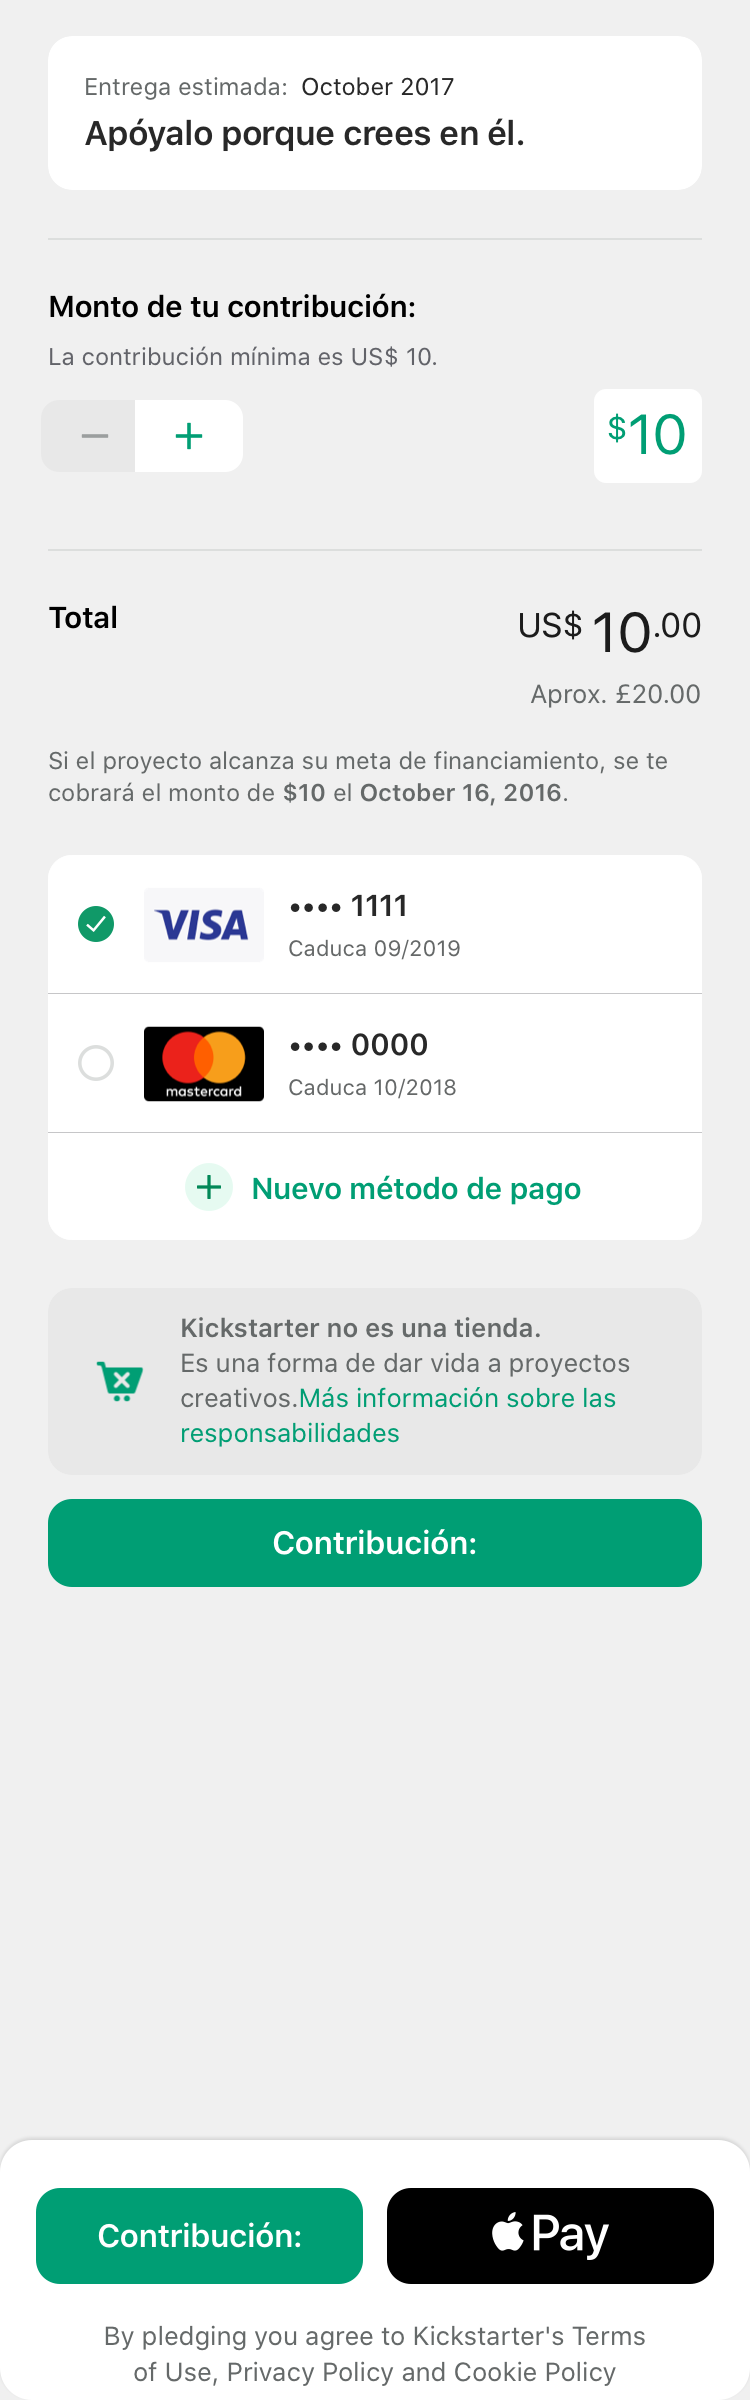 Entrega estimada: October 2017
Apóyalo porque crees en él.
Monto de tu contribución:
La contribución mínima es US$ 10.
$10
Total
US$ 10.00
Aprox. £20.00
Si el proyecto alcanza su meta de financiamiento, se te
cobrará el monto de $10 el October 16, 2016.
VISA
•••• 1111
Caduca 09/2019
mastercard
•••• 0000
Caduca 10/2018
Nuevo método de pago
Kickstarter no es una tienda.
Es una forma de dar vida a proyectos
creativos.Más información sobre las
responsabilidades
Contribución:
Contribución:
Pay
By pledging you agree to Kickstarter's Terms
of Use, Privacy Policy and Cookie Policy